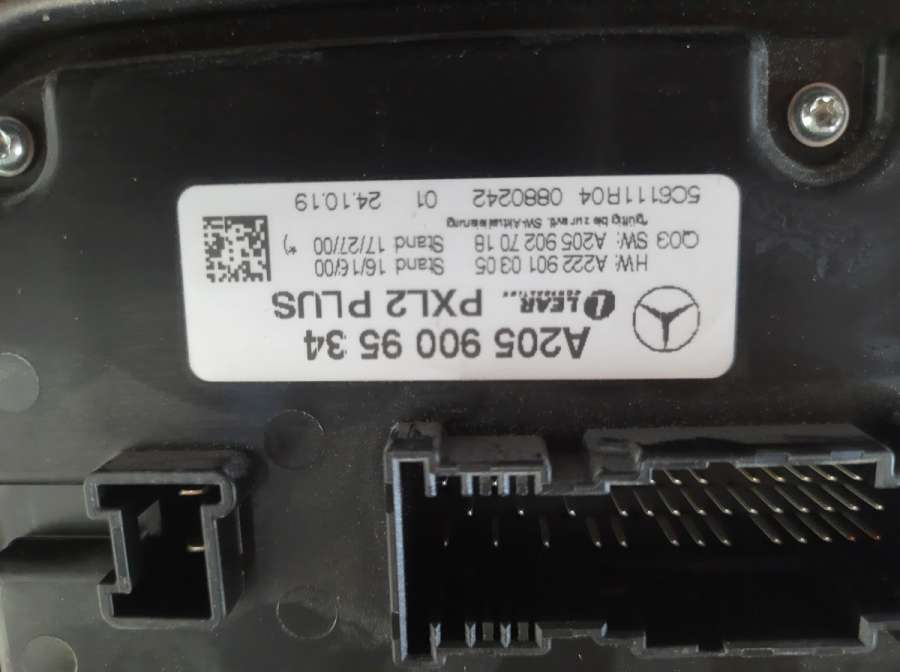 A205 900 95 34
LEAR CORPORATION PXL2 PLUS
HW: A222 901 03 05 Stand 16/16/00
Q03 SW: A205 902 70 18 Stand 17/27/00 *)
*)gültig bis zur evtl. SW-Aktualisierung
5C6111R04 0880242 01 24.10.19